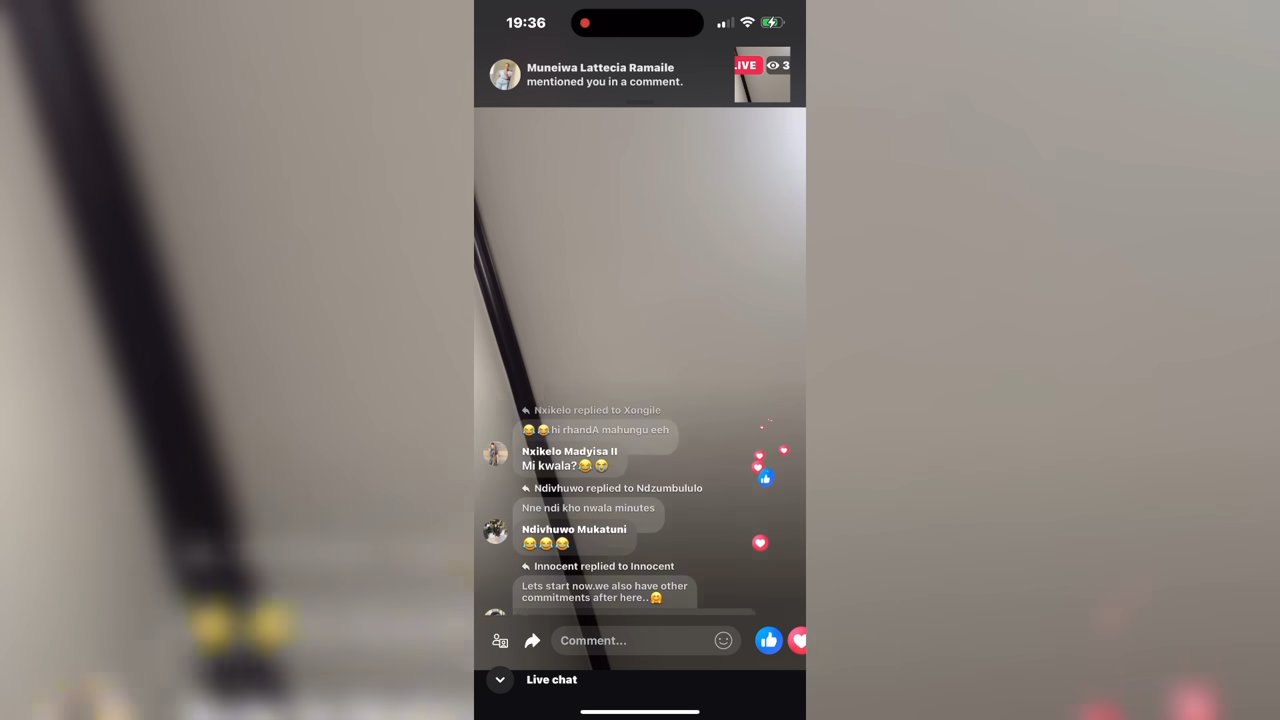 19:36
Muneiwa Lattecia Ramaile
mentioned you in a comment.
LIVE 3
Nxikelo replied to Xongile
😂😂hi rhandA mahungu eeh
Nxikelo Madyisa II
Mi kwala?😂😭
Ndivhuwo replied to Ndzumbululo
Nne ndi kho nwala minutes
Ndivhuwo Mukatuni
😂😂😂
Innocent replied to Innocent
Lets start now.we also have other
commitments after here..🤗
Comment...
Live chat